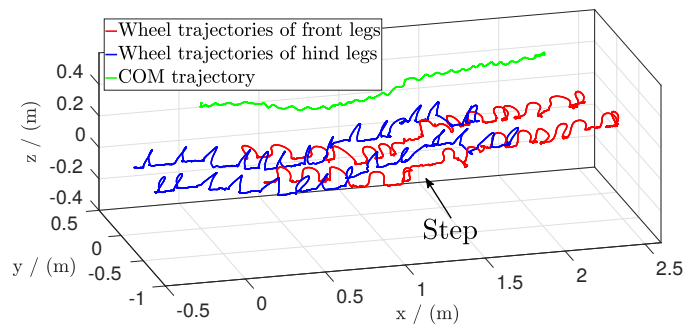 Wheel trajectories of front legs
Wheel trajectories of hind legs
COM trajectory
0.4
0.2
0
-0.2
-0.4
z / (m)
0.5
0
-0.5
-1
y / (m)
Step
-0.5
0
0.5
1
1.5
2
2.5
x / (m)